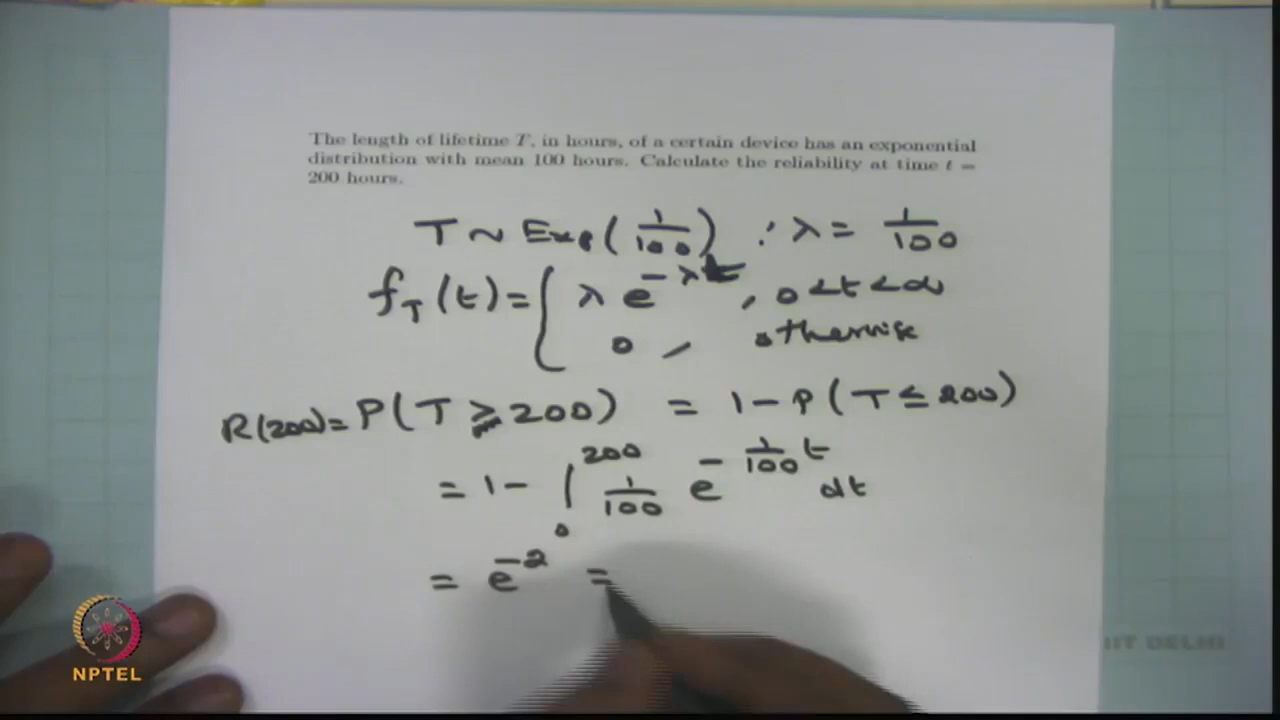 The length of lifetime T, in hours, of a certain device has an exponential
distribution with mean 100 hours. Calculate the reliability at time t =
200 hours.
T ~ Exp(1/100) ∵ λ = 1/100
f_T(t) = { λ e^{-λt}, 0 < t < ∞
0, otherwise
R(200) = P(T ≥ 200) = 1 - P(T ≤ 200)
= 1 - ∫_0^{200} 1/100 e^{-1/100 t} dt
= e^{-2} =
NPTEL
IIT DELHI